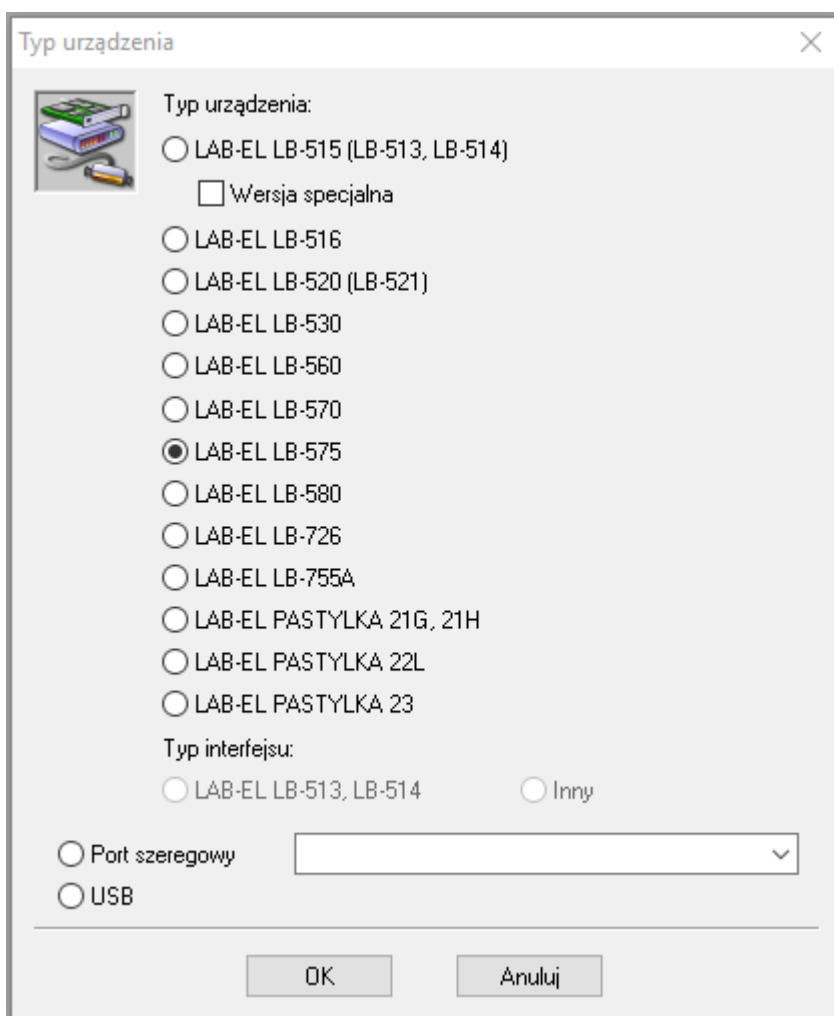 Typ urządzenia
Typ urządzenia:
LAB-EL LB-515 (LB-513, LB-514)
Wersja specjalna
LAB-EL LB-516
LAB-EL LB-520 (LB-521)
LAB-EL LB-530
LAB-EL LB-560
LAB-EL LB-570
LAB-EL LB-575
LAB-EL LB-580
LAB-EL LB-726
LAB-EL LB-755A
LAB-EL PASTYLKA 21G, 21H
LAB-EL PASTYLKA 22L
LAB-EL PASTYLKA 23
Typ interfejsu:
LAB-EL LB-513, LB-514 Inny
Port szeregowy
USB
OK Anuluj